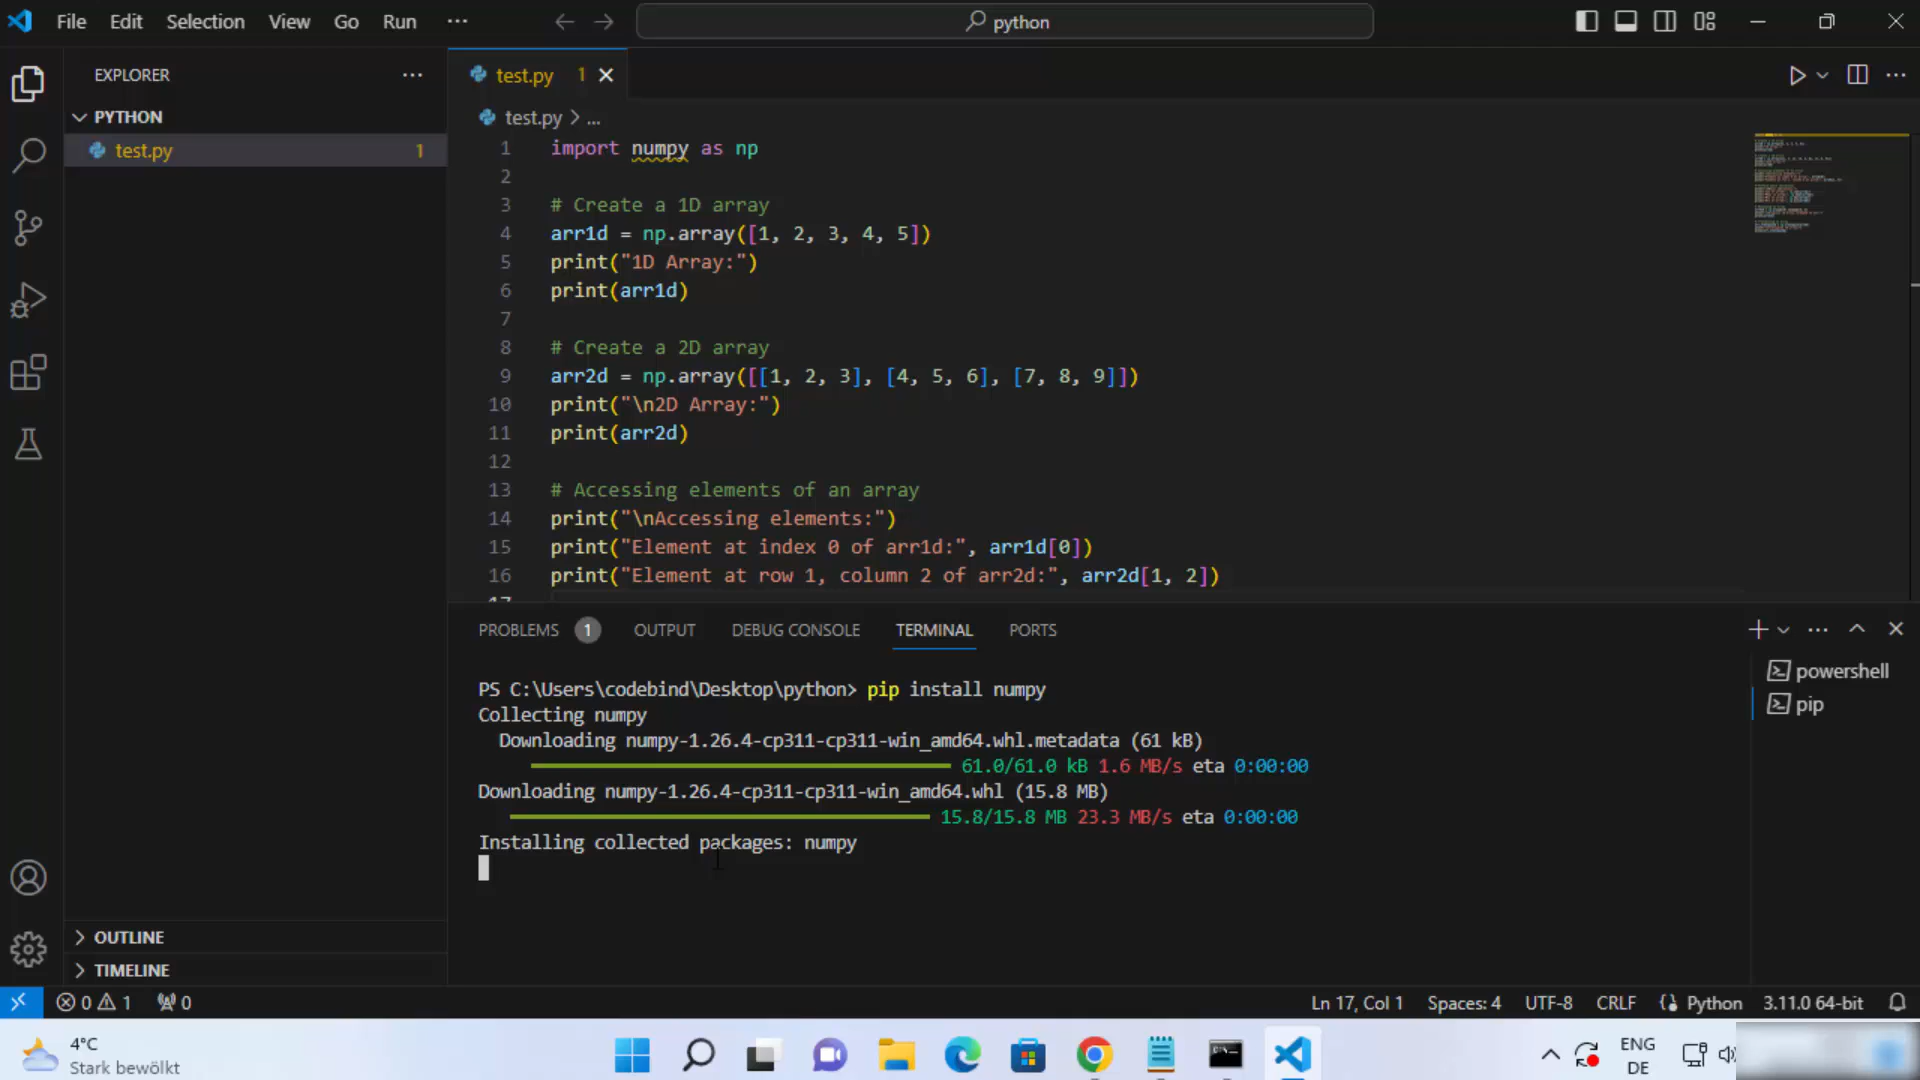 File Edit Selection View Go Run ···
python
EXPLORER ···
PYTHON
test.py 1
OUTLINE
TIMELINE
test.py 1
test.py > ...
1 import numpy as np
2
3 # Create a 1D array
4 arr1d = np.array([1, 2, 3, 4, 5])
5 print("1D Array:")
6 print(arr1d)
7
8 # Create a 2D array
9 arr2d = np.array([[1, 2, 3], [4, 5, 6], [7, 8, 9]])
10 print("\n2D Array:")
11 print(arr2d)
12
13 # Accessing elements of an array
14 print("\nAccessing elements:")
15 print("Element at index 0 of arr1d:", arr1d[0])
16 print("Element at row 1, column 2 of arr2d:", arr2d[1, 2])
17
PROBLEMS 1 OUTPUT DEBUG CONSOLE TERMINAL PORTS
PS C:\Users\codebind\Desktop\python> pip install numpy
Collecting numpy
Downloading numpy-1.26.4-cp311-cp311-win_amd64.whl.metadata (61 kB)
61.0/61.0 kB 1.6 MB/s eta 0:00:00
Downloading numpy-1.26.4-cp311-cp311-win_amd64.whl (15.8 MB)
15.8/15.8 MB 23.3 MB/s eta 0:00:00
Installing collected packages: numpy
powershell
pip
0 1 0
Ln 17, Col 1 Spaces: 4 UTF-8 CRLF Python 3.11.0 64-bit
4°C
Stark bewölkt
ENG
DE